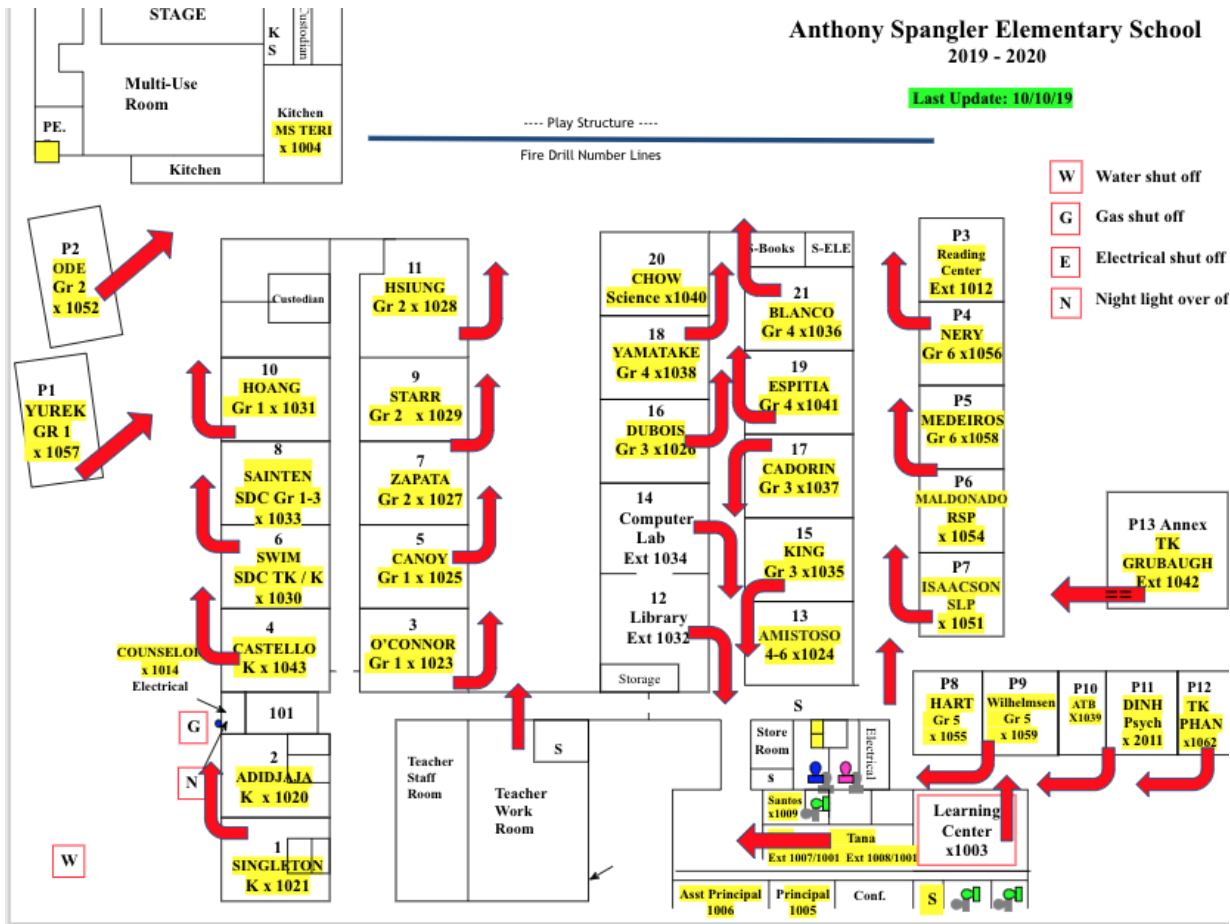 Anthony Spangler Elementary School
2019 - 2020
Last Update: 10/10/19
STAGE
K
S
Custodian
Multi-Use
Room
PE.
Kitchen
MS TERI
x 1004
Kitchen
---- Play Structure ----
Fire Drill Number Lines
W Water shut off
G Gas shut off
E Electrical shut off
N Night light over of
P2
ODE
Gr 2
x 1052
P1
YUREK
GR 1
x 1057
Custodian
10
HOANG
Gr 1 x 1031
8
SAINTEN
SDC Gr 1-3
x 1033
6
SWIM
SDC TK / K
x 1030
4
CASTELLO
K x 1043
COUNSELOR
x 1014
Electrical
G
N
W
101
2
ADIDJAJA
K x 1020
1
SINGLETON
K x 1021
11
HSIUNG
Gr 2 x 1028
9
STARR
Gr 2 x 1029
7
ZAPATA
Gr 2 x 1027
5
CANOY
Gr 1 x 1025
3
O'CONNOR
Gr 1 x 1023
Teacher
Staff
Room
S
Teacher
Work
Room
20
CHOW
Science x1040
18
YAMATAKE
Gr 4 x1038
16
DUBOIS
Gr 3 x1026
14
Computer
Lab
Ext 1034
12
Library
Ext 1032
Storage
S-Books
S-ELE
21
BLANCO
Gr 4 x1036
19
ESPITIA
Gr 4 x1041
17
CADORIN
Gr 3 x1037
15
KING
Gr 3 x1035
13
AMISTOSO
4-6 x1024
P3
Reading
Center
Ext 1012
P4
NERY
Gr 6 x1056
P5
MEDEIROS
Gr 6 x1058
P6
MALDONADO
RSP
x 1054
P7
ISAACSON
SLP
x 1051
P13 Annex
TK
GRUBAUGH
Ext 1042
P8
HART
Gr 5
x 1055
P9
Wilhelmsen
Gr 5
x 1059
P10
ATB
X1039
P11
DINH
Psych
x 2011
P12
TK
PHAN
x1062
S
Store
Room
S
Electrical
Santos
x1009
Tana
Ext 1007/1001
Ext 1008/1001
Learning
Center
x1003
Asst Principal
1006
Principal
1005
Conf.
S